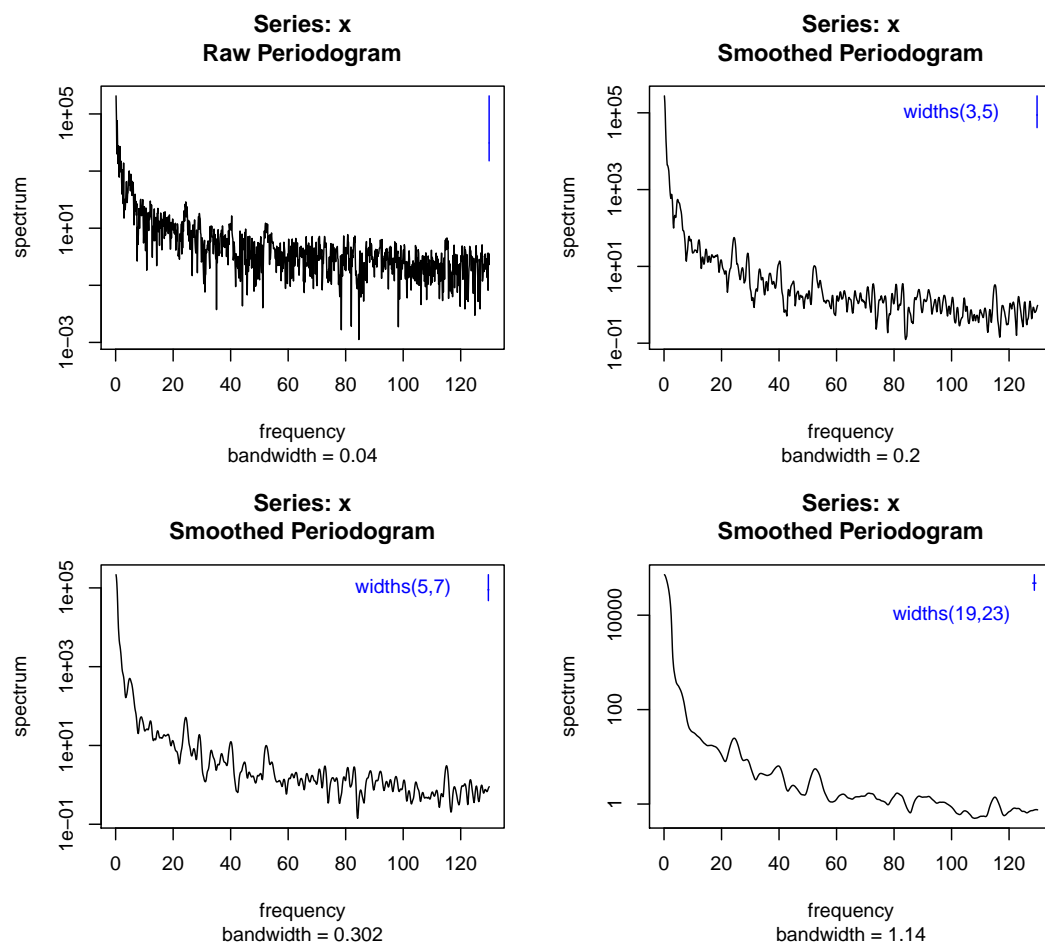 Series: x
Raw Periodogram
spectrum
1e-03
1e+01
1e+05
0 20 40 60 80 100 120
frequency
bandwidth = 0.04
Series: x
Smoothed Periodogram
widths(3,5)
spectrum
1e-01
1e+01
1e+03
1e+05
0 20 40 60 80 100 120
frequency
bandwidth = 0.2
Series: x
Smoothed Periodogram
widths(5,7)
spectrum
1e-01
1e+01
1e+03
1e+05
0 20 40 60 80 100 120
frequency
bandwidth = 0.302
Series: x
Smoothed Periodogram
widths(19,23)
spectrum
1
100
10000
0 20 40 60 80 100 120
frequency
bandwidth = 1.14